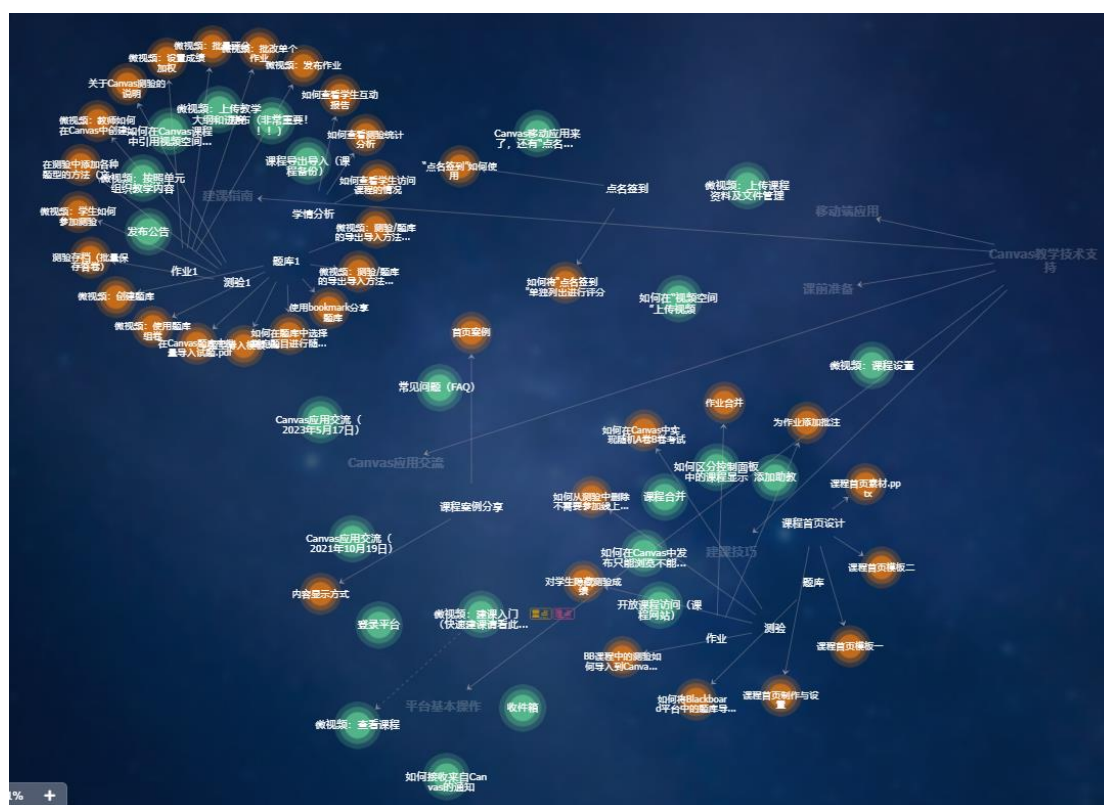 微视频：批量评分
微视频：批改单个
作业
微视频：设置成绩
加权
微视频：发布作业
关于Canvas测验的
说明
如何查看学生互动
报告
微视频：上传教学
大纲和进度
发布（非常重要！
！！）
微视频：教师如何
在Canvas中创建
如何在Canvas课程
中引用视频空间...
如何查看测验统计
分析
Canvas移动应用来
了，还有"点名...
课程导出导入（课
程备份）
"点名签到"如何使
用
在测验中添加各种
题型的方法
微视频：按照单元
组织教学内容
如何查看学生访问
课程的情况
点名签到
微视频：上传课程
资料及文件管理
建课指南
移动端应用
微视频：学生如何
参加测验
学情分析
发布公告
微视频：测验/题库
的导出导入方法...
Canvas教学技术支
持
测验存档（批量保
存答卷）
作业1
测验1
题库1
微视频：测验/题库
的导出导入方法...
如何将"点名签到
"单独列出进行评分
课前准备
微视频：创建题库
如何在"视频空间
"上传视频
使用bookmark分享
题库
微视频：使用题库
组卷
如何在题库中选择
题目进行随...
在Canvas题库中批
量导入试题.pdf
首页案例
微视频：课程设置
常见问题（FAQ）
作业合并
Canvas应用交流（
2023年5月17日）
如何在Canvas中实
现随机A卷B卷考试
为作业添加批注
Canvas应用交流
如何区分控制面板
中的课程显示
添加助教
课程首页素材.pp
tx
如何从测验中删除
不需要参加线上...
课程合并
课程案例分享
课程首页设计
Canvas应用交流（
2021年10月19日）
如何在Canvas中发
布只能浏览不能...
建课技巧
课程首页模板二
内容显示方式
对学生隐藏测验成
绩
题库
微视频：建课入门
（快速建课请看此...
开放课程访问（课
程网站）
登录平台
测验
作业
课程首页模板一
BB课程中的测验如
何导入到Canva...
平台基本操作
收件箱
如何将Blackboar
d平台中的题库导...
课程首页制作与设
置
微视频：查看课程
如何接收来自Can
vas的通知
1%
+